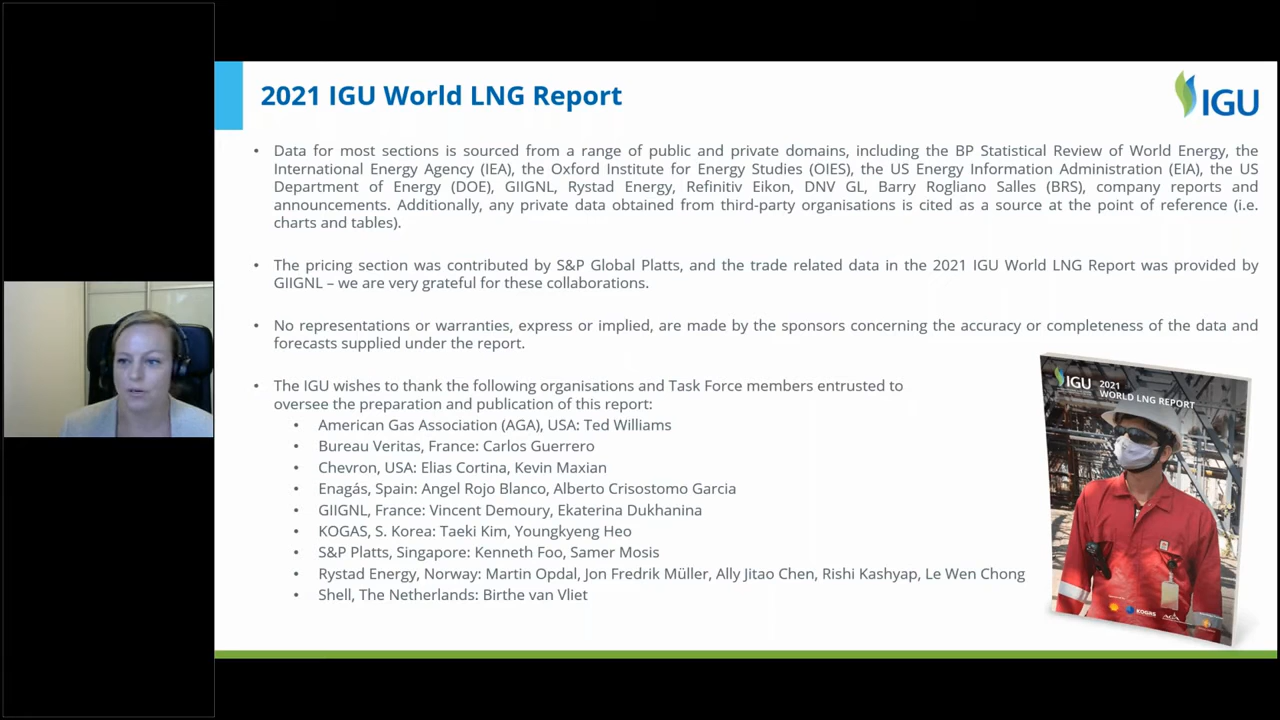 2021 IGU World LNG Report
IGU
• Data for most sections is sourced from a range of public and private domains, including the BP Statistical Review of World Energy, the
International Energy Agency (IEA), the Oxford Institute for Energy Studies (OIES), the US Energy Information Administration (EIA), the US
Department of Energy (DOE), GIIGNL, Rystad Energy, Refinitiv Eikon, DNV GL, Barry Rogliano Salles (BRS), company reports and
announcements. Additionally, any private data obtained from third-party organisations is cited as a source at the point of reference (i.e.
charts and tables).
• The pricing section was contributed by S&P Global Platts, and the trade related data in the 2021 IGU World LNG Report was provided by
GIIGNL – we are very grateful for these collaborations.
• No representations or warranties, express or implied, are made by the sponsors concerning the accuracy or completeness of the data and
forecasts supplied under the report.
• The IGU wishes to thank the following organisations and Task Force members entrusted to
oversee the preparation and publication of this report:
• American Gas Association (AGA), USA: Ted Williams
• Bureau Veritas, France: Carlos Guerrero
• Chevron, USA: Elias Cortina, Kevin Maxian
• Enagás, Spain: Angel Rojo Blanco, Alberto Crisostomo Garcia
• GIIGNL, France: Vincent Demoury, Ekaterina Dukhanina
• KOGAS, S. Korea: Taeki Kim, Youngkyeng Heo
• S&P Platts, Singapore: Kenneth Foo, Samer Mosis
• Rystad Energy, Norway: Martin Opdal, Jon Fredrik Müller, Ally Jitao Chen, Rishi Kashyap, Le Wen Chong
• Shell, The Netherlands: Birthe van Vliet
IGU
2021
WORLD LNG REPORT
KOGAS